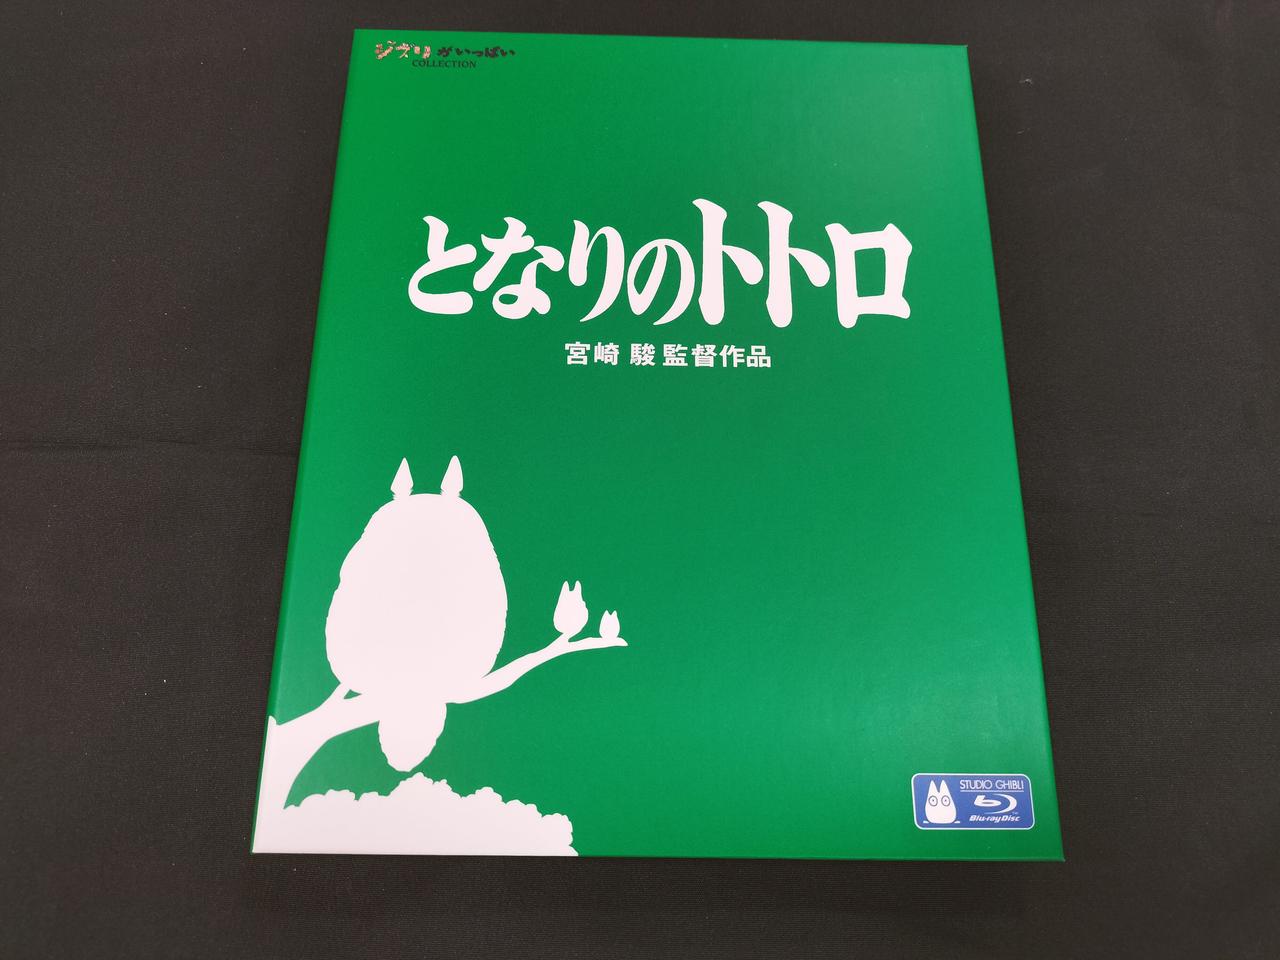 ジブリがいっぱい
COLLECTION
となりのトトロ
宮崎 駿 監督作品
STUDIO GHIBLI
Blu-ray Disc